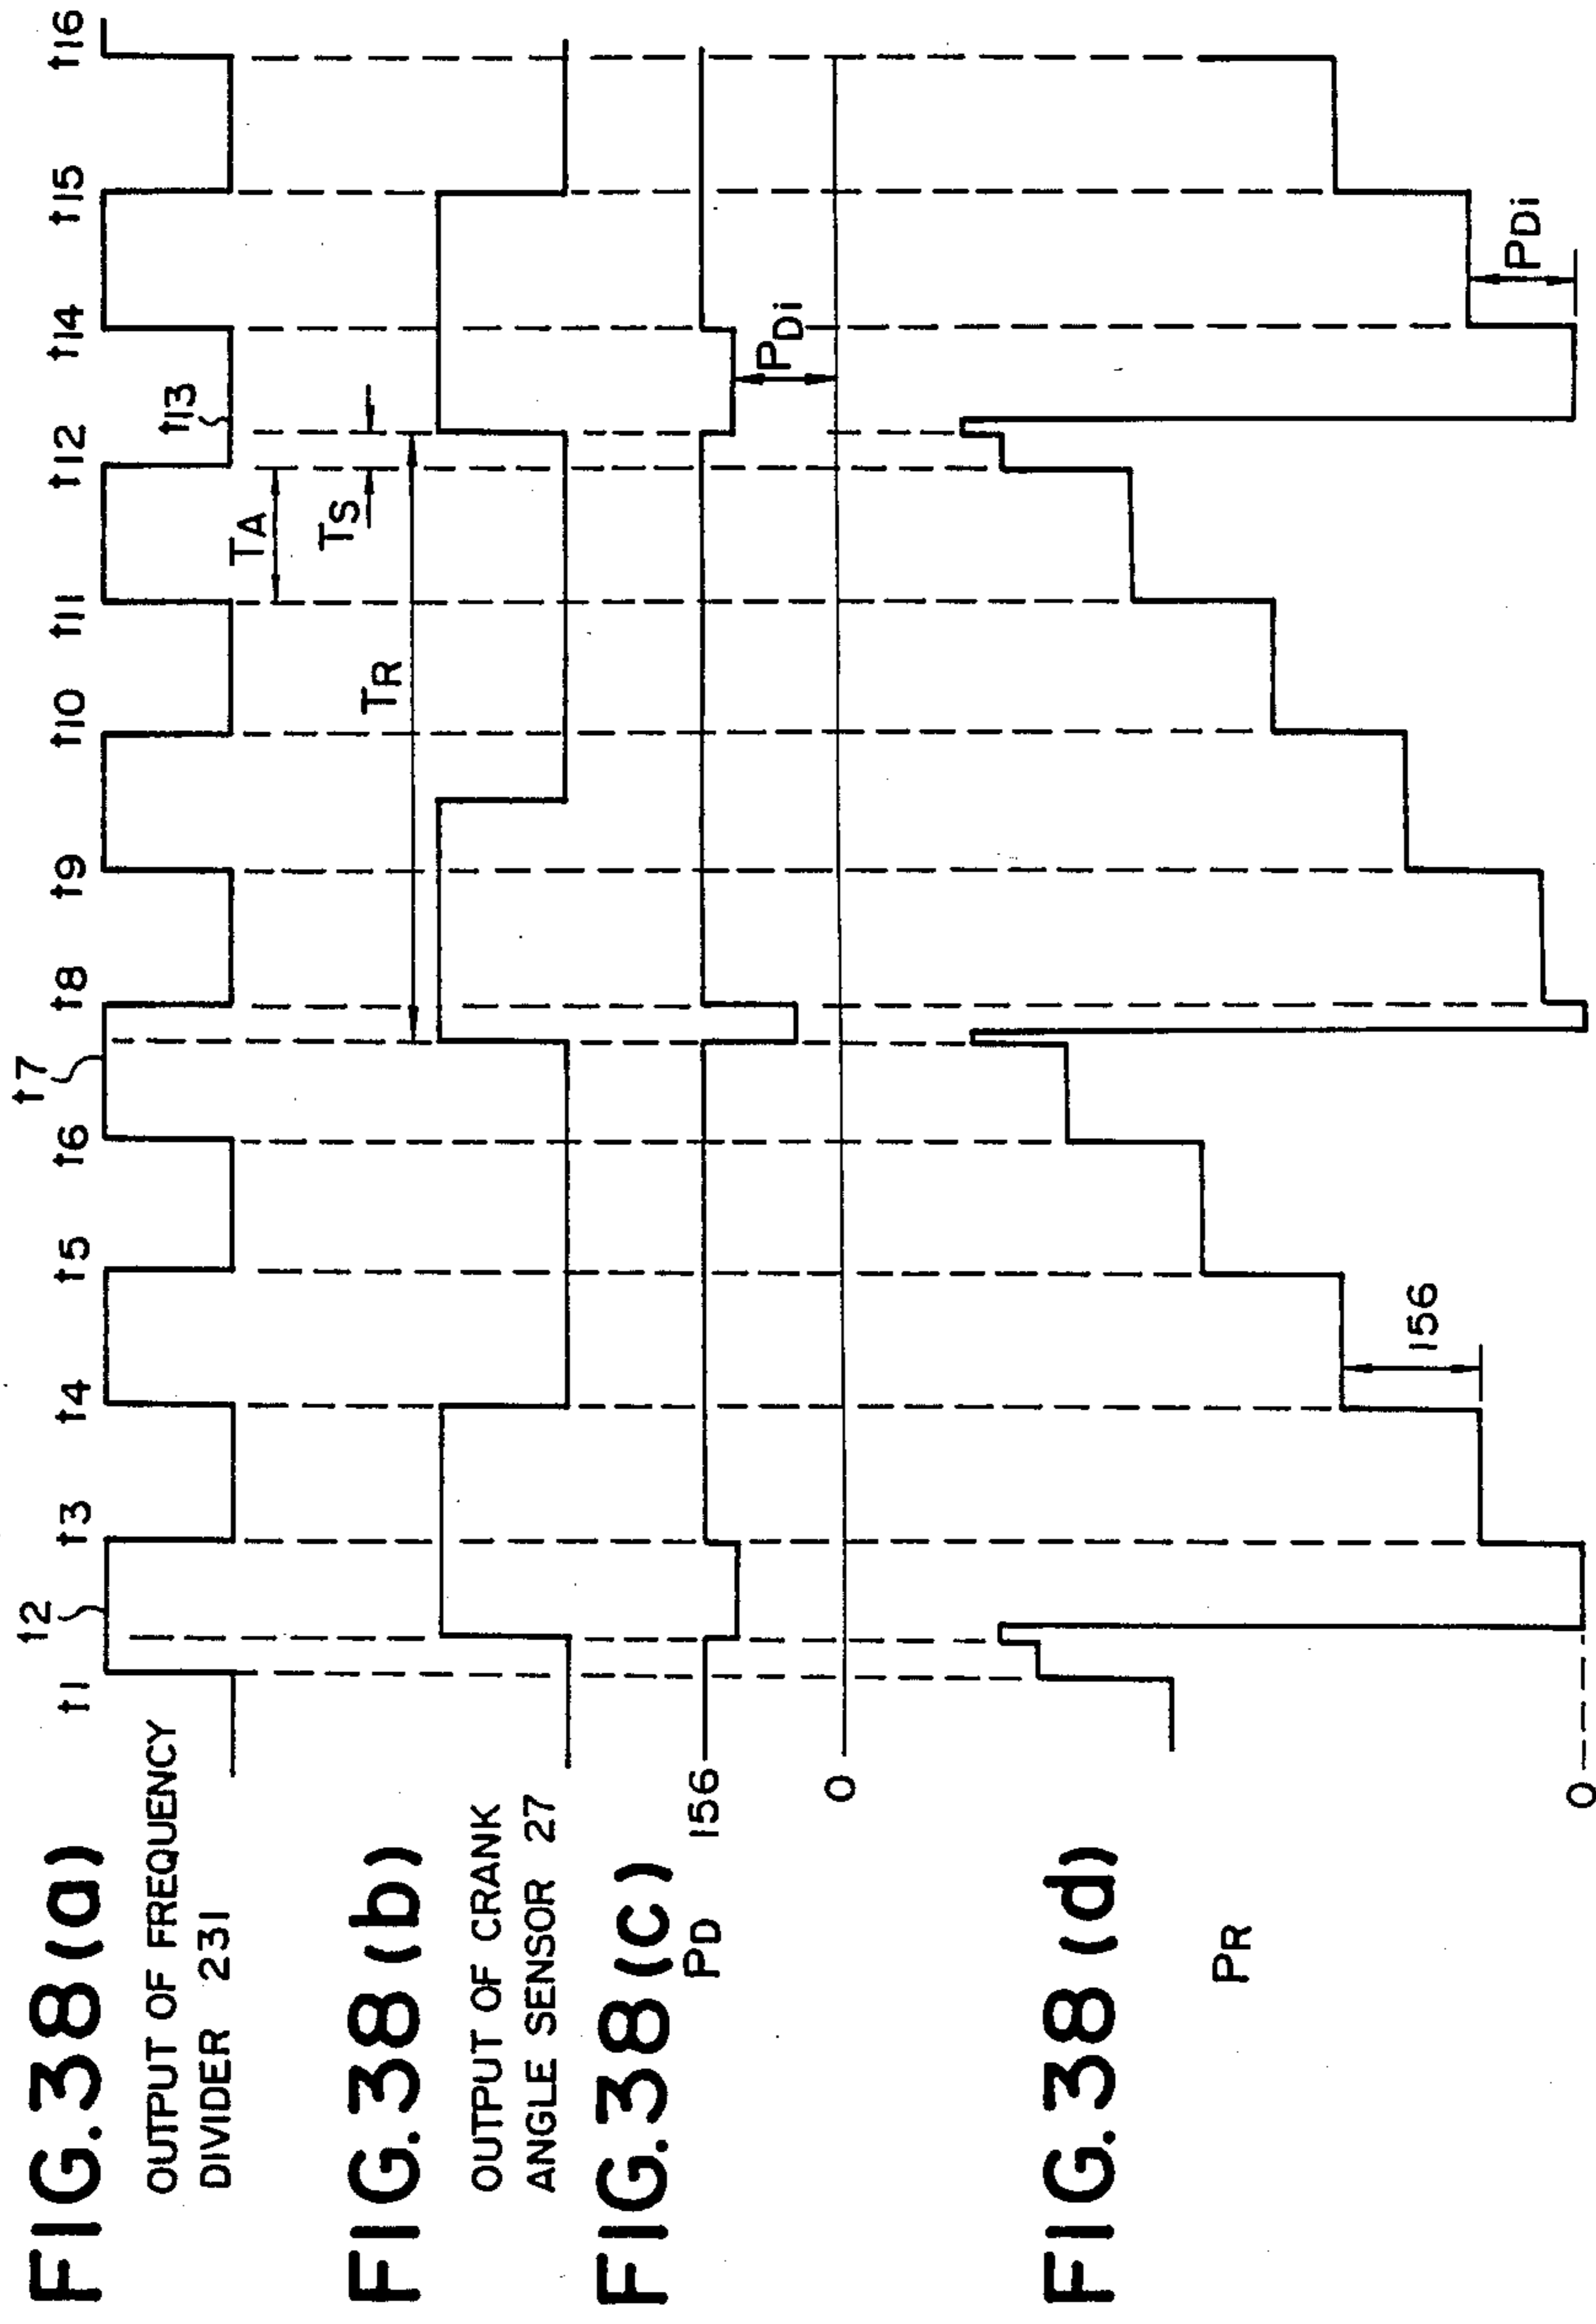 FIG.38(a)
OUTPUT OF FREQUENCY
DIVIDER 231
t1
t2
t3
t4
t5
t6
t7
t8
t9
t10
t11
t12
t13
t14
t15
t16
TA
TS
TR
FIG.38(b)
OUTPUT OF CRANK
ANGLE SENSOR 27
FIG.38(c)
PD
156
0
PDi
FIG.38(d)
PR
0
156
PDi